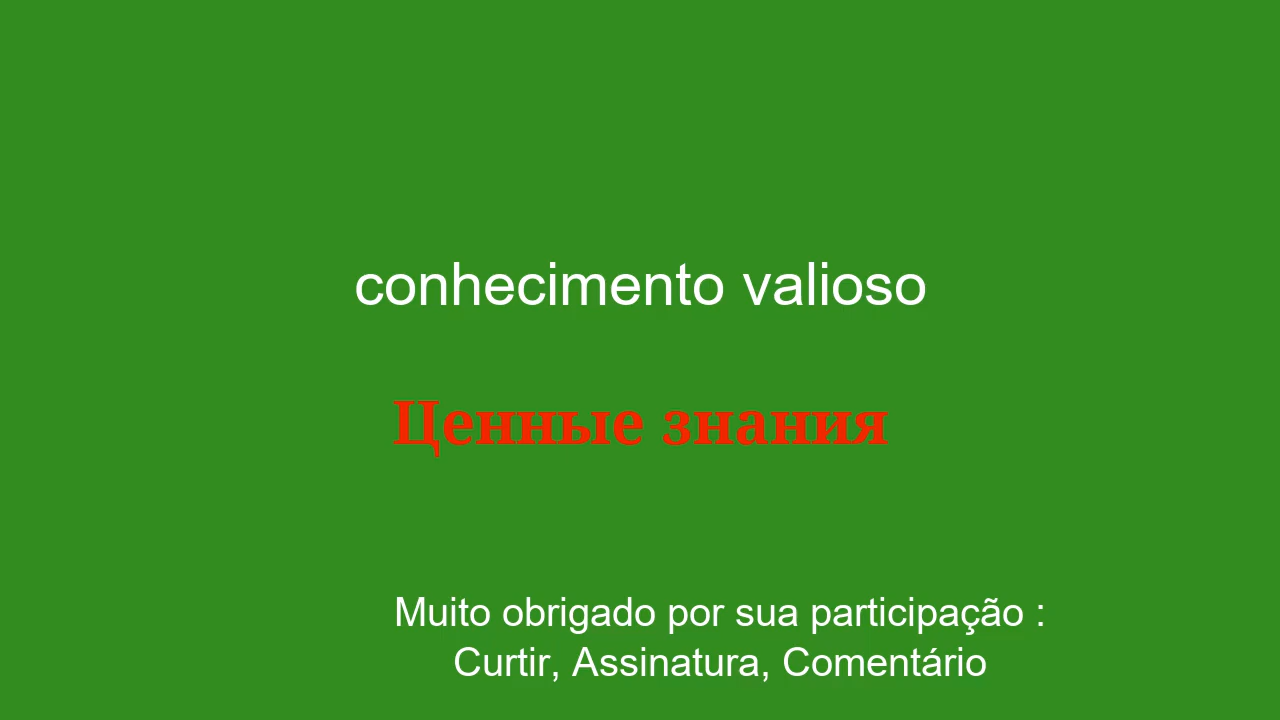 conhecimento valioso
Ценные знания
Muito obrigado por sua participação :
Curtir, Assinatura, Comentário